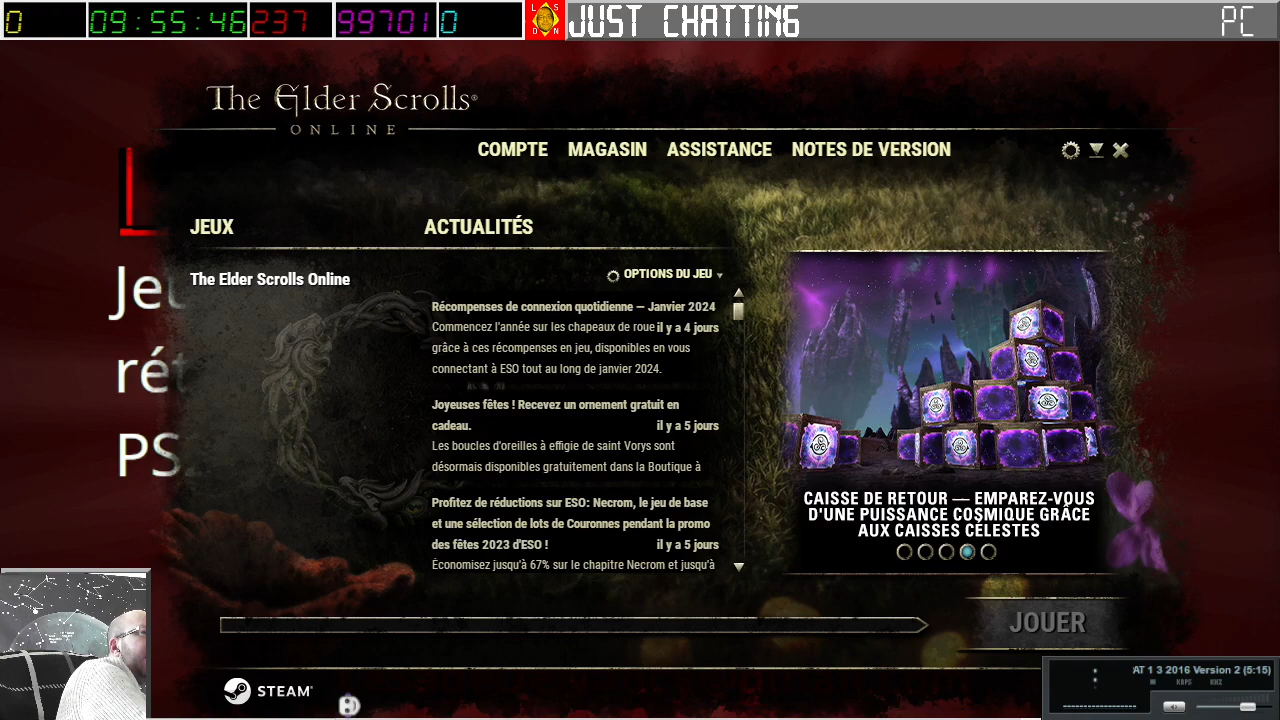 0 09:55:46 237 99701 0 LSDN JUST CHATTING PC
The Elder Scrolls®
ONLINE
COMPTE MAGASIN ASSISTANCE NOTES DE VERSION
JEUX ACTUALITÉS
The Elder Scrolls Online
OPTIONS DU JEU
Récompenses de connexion quotidienne — Janvier 2024
Commencez l'année sur les chapeaux de roue il y a 4 jours
grâce à ces récompenses en jeu, disponibles en vous
connectant à ESO tout au long de janvier 2024.
Joyeuses fêtes ! Recevez un ornement gratuit en
cadeau. il y a 5 jours
Les boucles d'oreilles à effigie de saint Vorys sont
désormais disponibles gratuitement dans la Boutique à
Profitez de réductions sur ESO: Necrom, le jeu de base
et une sélection de lots de Couronnes pendant la promo
des fêtes 2023 d'ESO ! il y a 5 jours
Économisez jusqu'à 67% sur le chapitre Necrom et jusqu'à
CAISSE DE RETOUR — EMPAREZ-VOUS
D'UNE PUISSANCE COSMIQUE GRÂCE
AUX CAISSES CÉLESTES
JOUER
L
Jeu
rét
PS
STEAM
AT 1 3 2016 Version 2 (5:15)
KBPS KHZ